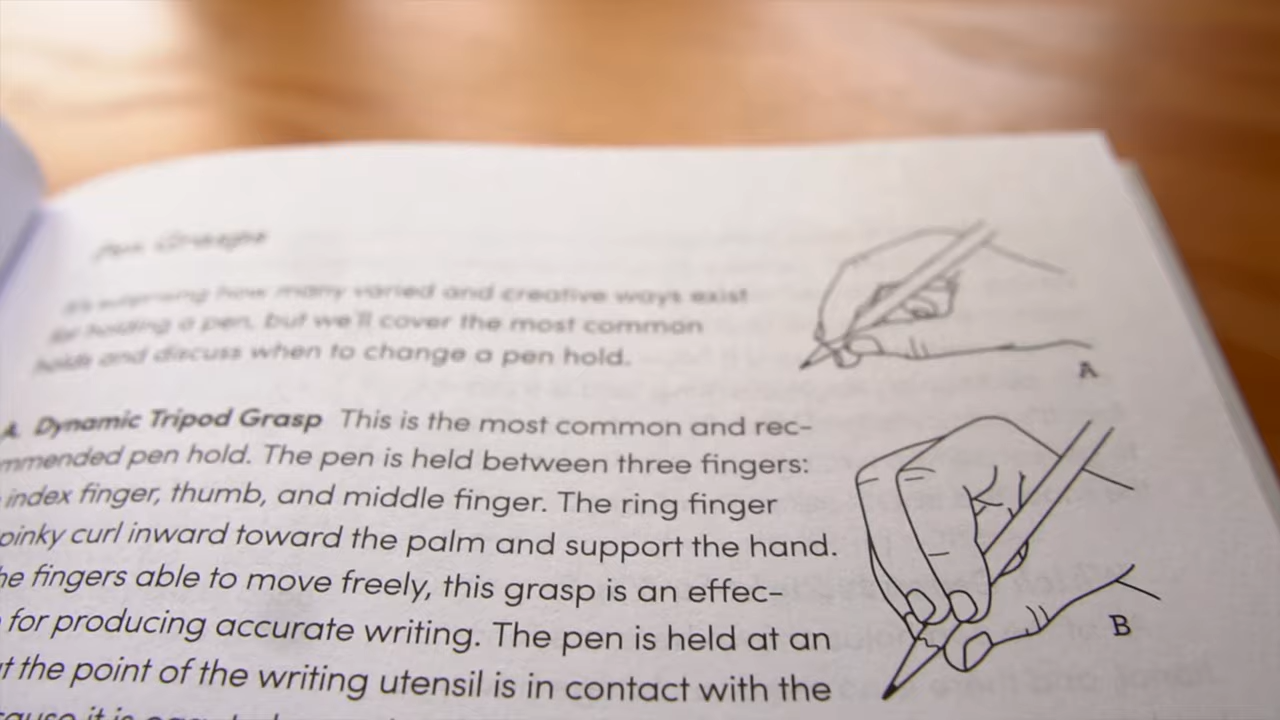 Pen Grasps
It's surprising how many varied and creative ways exist
for holding a pen, but we'll cover the most common
holds and discuss when to change a pen hold.
A
A. Dynamic Tripod Grasp This is the most common and rec-
mmended pen hold. The pen is held between three fingers:
index finger, thumb, and middle finger. The ring finger
pinky curl inward toward the palm and support the hand.
he fingers able to move freely, this grasp is an effec-
for producing accurate writing. The pen is held at an
B
t the point of the writing utensil is in contact with the
cause it is